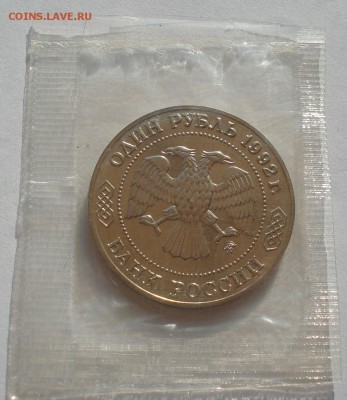 COINS.LAVE.RU
ОДИН РУБЛЬ 1992 г.
БАНК РОССИИ